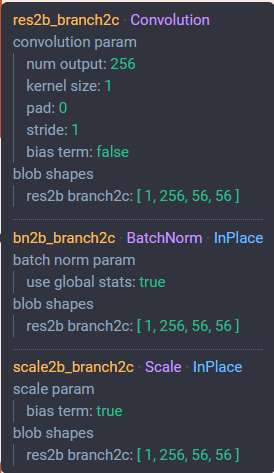 res2b_branch2c · Convolution
convolution param
num output: 256
kernel size: 1
pad: 0
stride: 1
bias term: false
blob shapes
res2b branch2c: [ 1, 256, 56, 56 ]
bn2b_branch2c · BatchNorm · InPlace
batch norm param
use global stats: true
blob shapes
res2b branch2c: [ 1, 256, 56, 56 ]
scale2b_branch2c · Scale · InPlace
scale param
bias term: true
blob shapes
res2b branch2c: [ 1, 256, 56, 56 ]